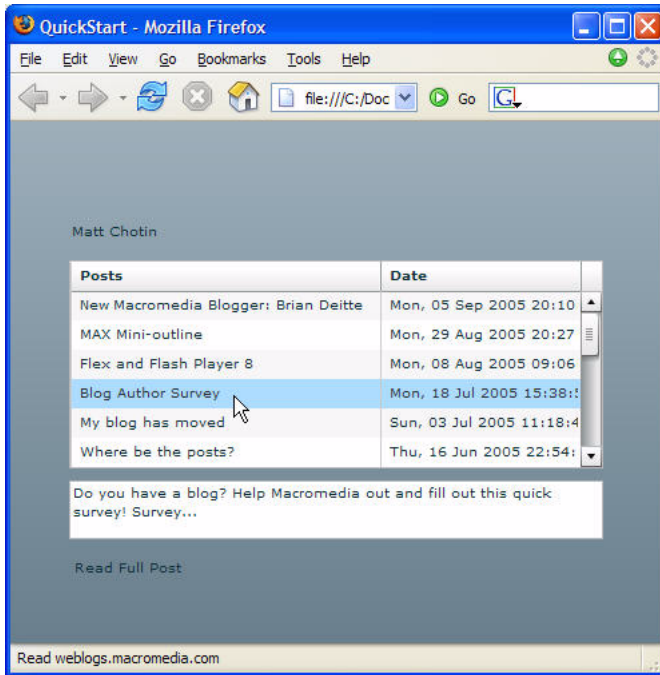 QuickStart - Mozilla Firefox
File Edit View Go Bookmarks Tools Help
file:///C:/Doc Go G
Matt Chotin
Posts Date
New Macromedia Blogger: Brian Deitte Mon, 05 Sep 2005 20:10
MAX Mini-outline Mon, 29 Aug 2005 20:27
Flex and Flash Player 8 Mon, 08 Aug 2005 09:06
Blog Author Survey Mon, 18 Jul 2005 15:38:
My blog has moved Sun, 03 Jul 2005 11:18:4
Where be the posts? Thu, 16 Jun 2005 22:54:
Do you have a blog? Help Macromedia out and fill out this quick
survey! Survey...
Read Full Post
Read weblogs.macromedia.com